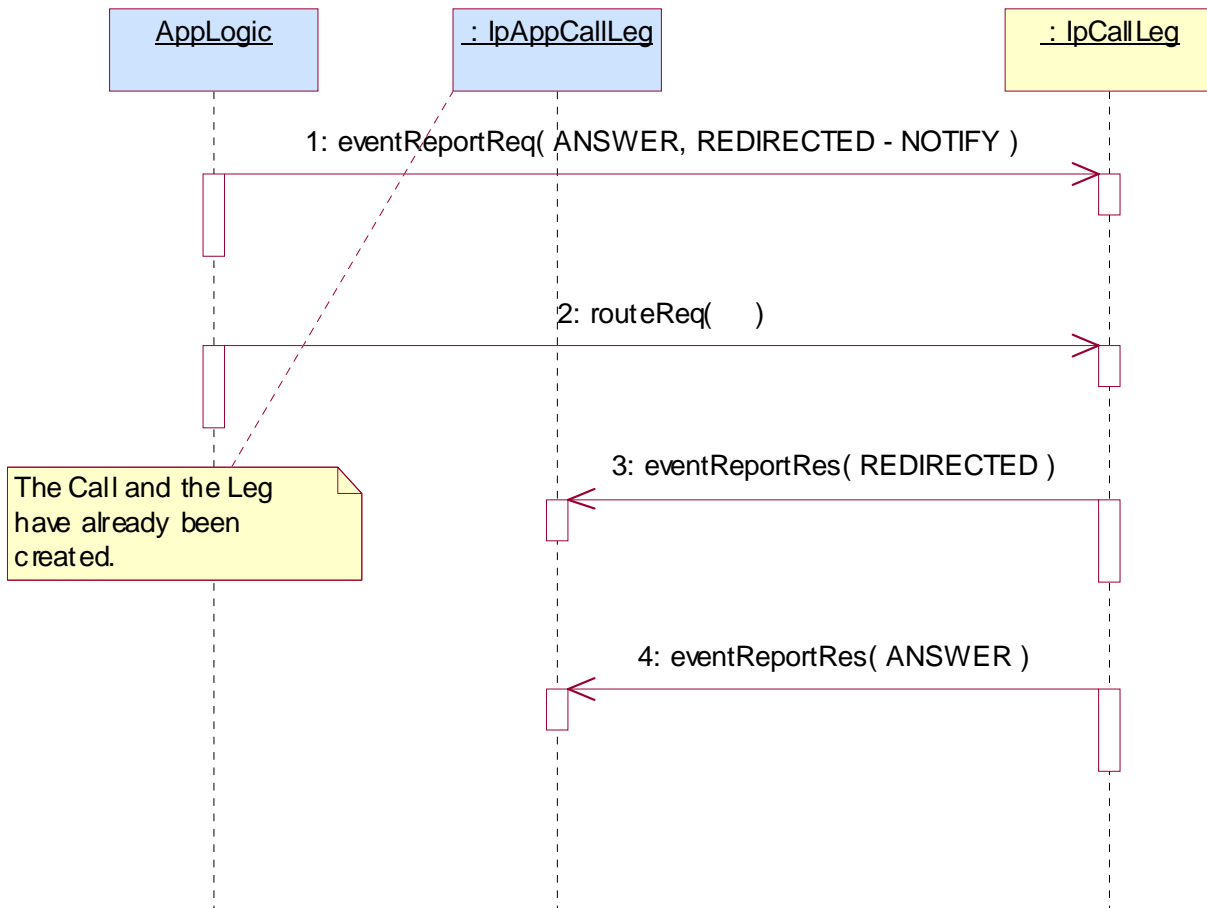 AppLogic
: IpAppCallLeg
: IpCallLeg
1: eventReportReq( ANSWER, REDIRECTED - NOTIFY )
2: routeReq( )
3: eventReportRes( REDIRECTED )
The Call and the Leg
have already been
created.
4: eventReportRes( ANSWER )